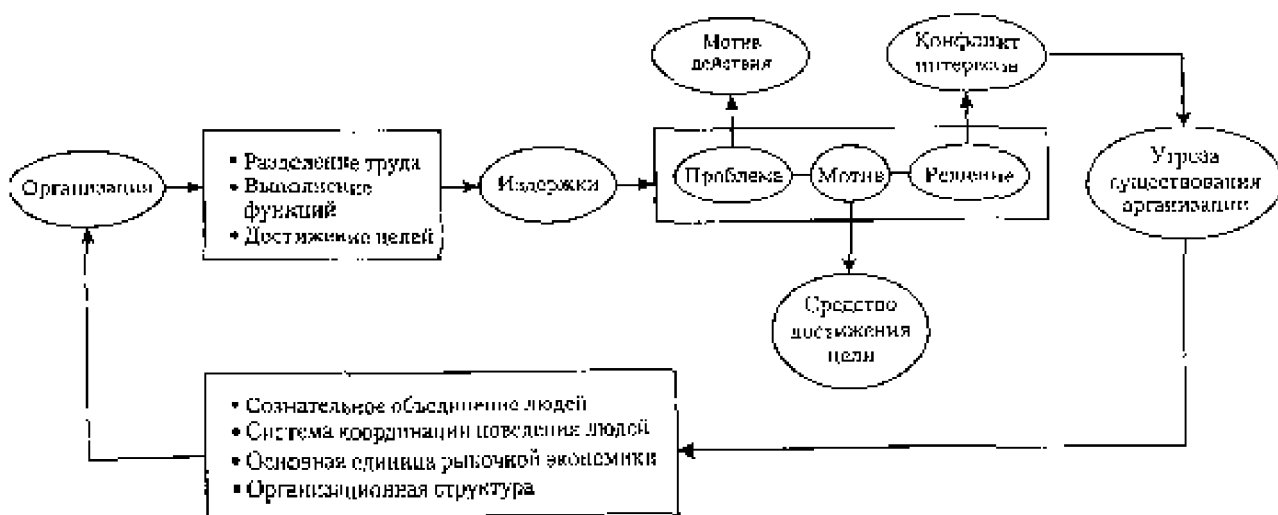 Мотив
действия
Конфликт
интересов
Организация
• Разделение труда
• Выполнение
функций
• Достижение целей
Издержки
Проблема
Мотив
Решение
Угроза
существования
организации
Средство
достижения
цели
• Сознательное объединение людей
• Система координации поведения людей
• Основная единица рыночной экономики
• Организационная структура